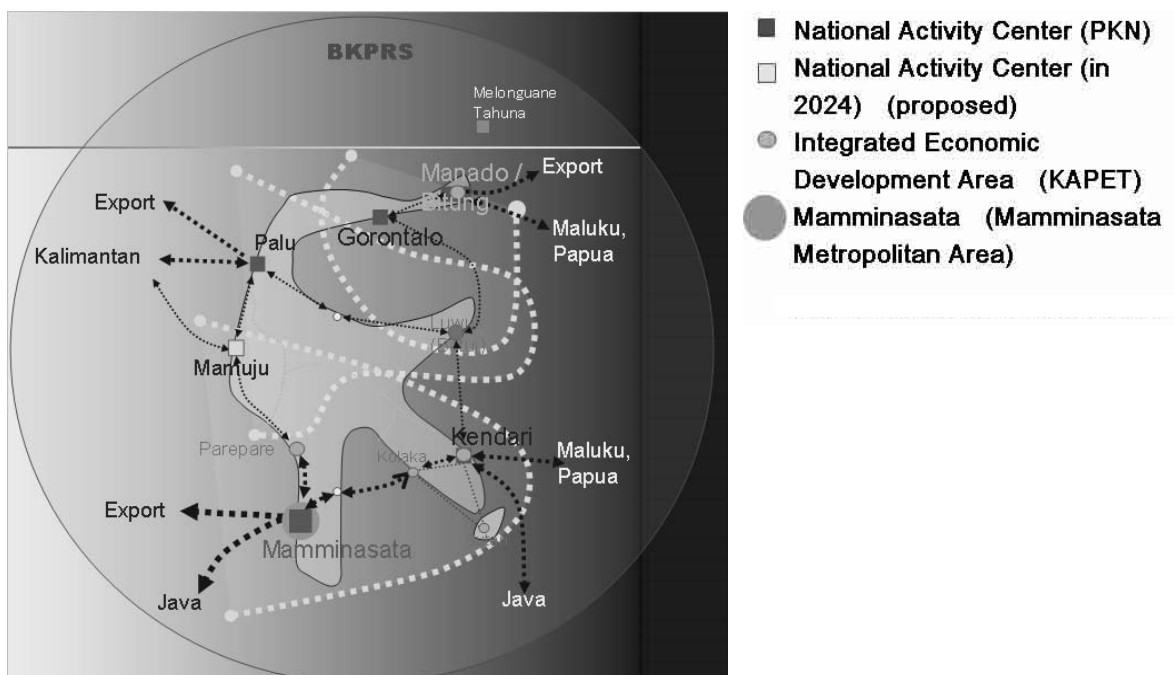 BKPRS
Melonguane
Tahuna
Manado /
Bitung
Export
Export
Maluku,
Papua
Palu
Gorontalo
Kalimantan
Mamuju
Parepare
Kendari
Kolaka
Maluku,
Papua
Export
Mamminasata
Java
Java
National Activity Center (PKN)
National Activity Center (in
2024) (proposed)
Integrated Economic
Development Area (KAPET)
Mamminasata (Mamminasata
Metropolitan Area)